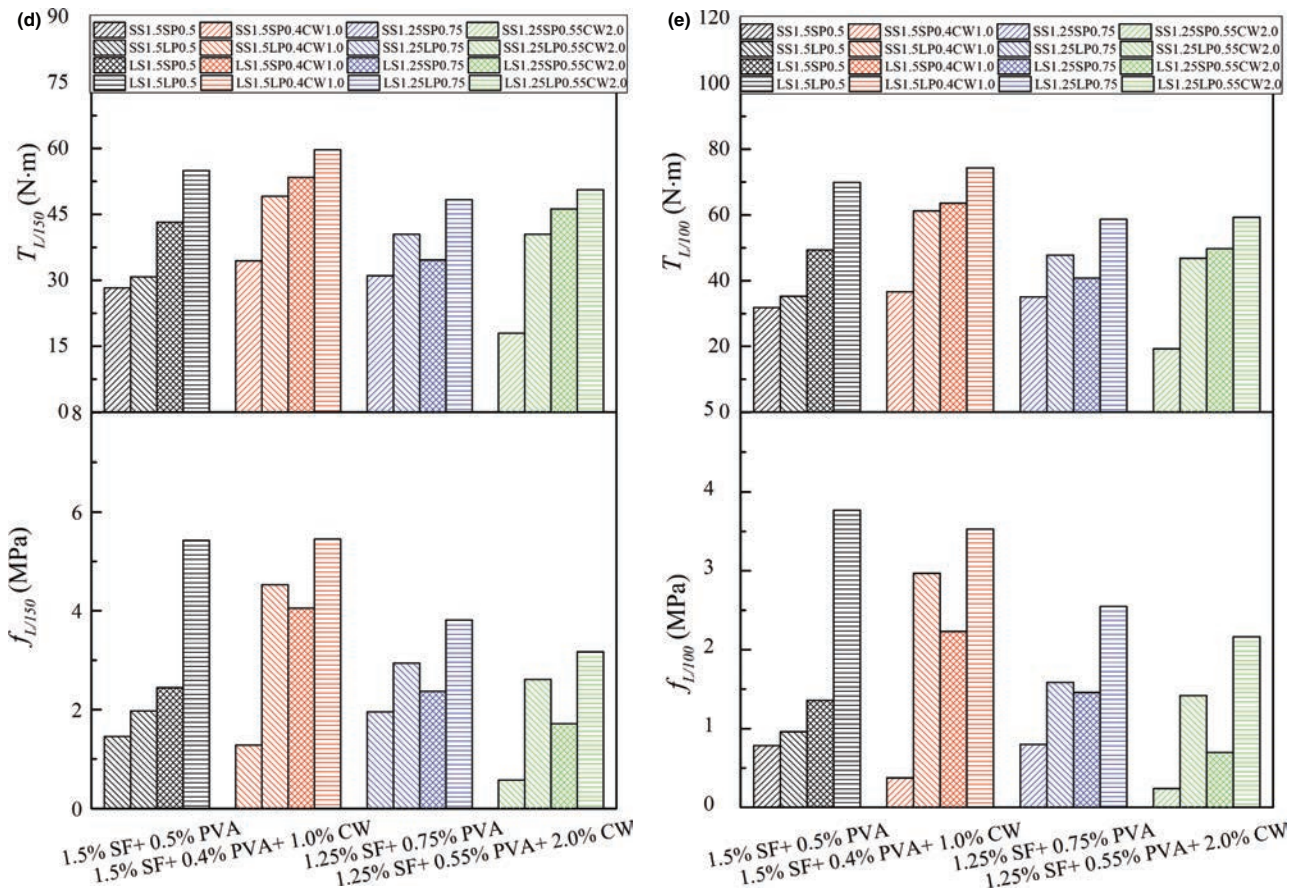 (d)
SS1.5SP0.5 SS1.5SP0.4CW1.0 SS1.25SP0.75 SS1.25SP0.55CW2.0
SS1.5LP0.5 SS1.5LP0.4CW1.0 SS1.25LP0.75 SS1.25LP0.55CW2.0
LS1.5SP0.5 LS1.5SP0.4CW1.0 LS1.25SP0.75 LS1.25SP0.55CW2.0
LS1.5LP0.5 LS1.5LP0.4CW1.0 LS1.25LP0.75 LS1.25LP0.55CW2.0
90
75
60
45
30
15
0
T_{L/150} (N·m)
8
6
4
2
0
f_{L/150} (MPa)
1.5% SF+ 0.5% PVA
1.5% SF+ 0.4% PVA+ 1.0% CW
1.25% SF+ 0.75% PVA
1.25% SF+ 0.55% PVA+ 2.0% CW
(e)
SS1.5SP0.5 SS1.5SP0.4CW1.0 SS1.25SP0.75 SS1.25SP0.55CW2.0
SS1.5LP0.5 SS1.5LP0.4CW1.0 SS1.25LP0.75 SS1.25LP0.55CW2.0
LS1.5SP0.5 LS1.5SP0.4CW1.0 LS1.25SP0.75 LS1.25SP0.55CW2.0
LS1.5LP0.5 LS1.5LP0.4CW1.0 LS1.25LP0.75 LS1.25LP0.55CW2.0
120
100
80
60
40
20
0
T_{L/100} (N·m)
5
4
3
2
1
0
f_{L/100} (MPa)
1.5% SF+ 0.5% PVA
1.5% SF+ 0.4% PVA+ 1.0% CW
1.25% SF+ 0.75% PVA
1.25% SF+ 0.55% PVA+ 2.0% CW